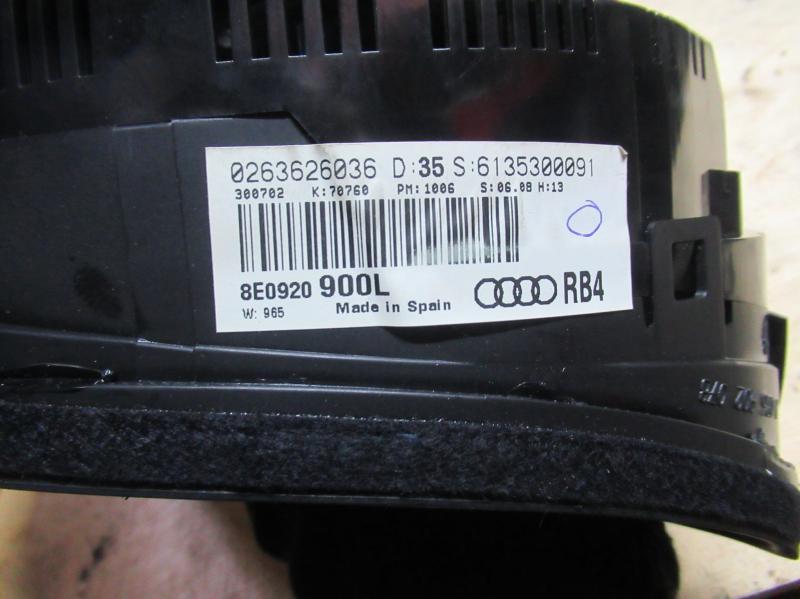 0263626036 D:35 S:6135300091
300702 K:70760 PM:1006 S:06.08 H:13
8E0920 900L RB4
W: 965 Made in Spain